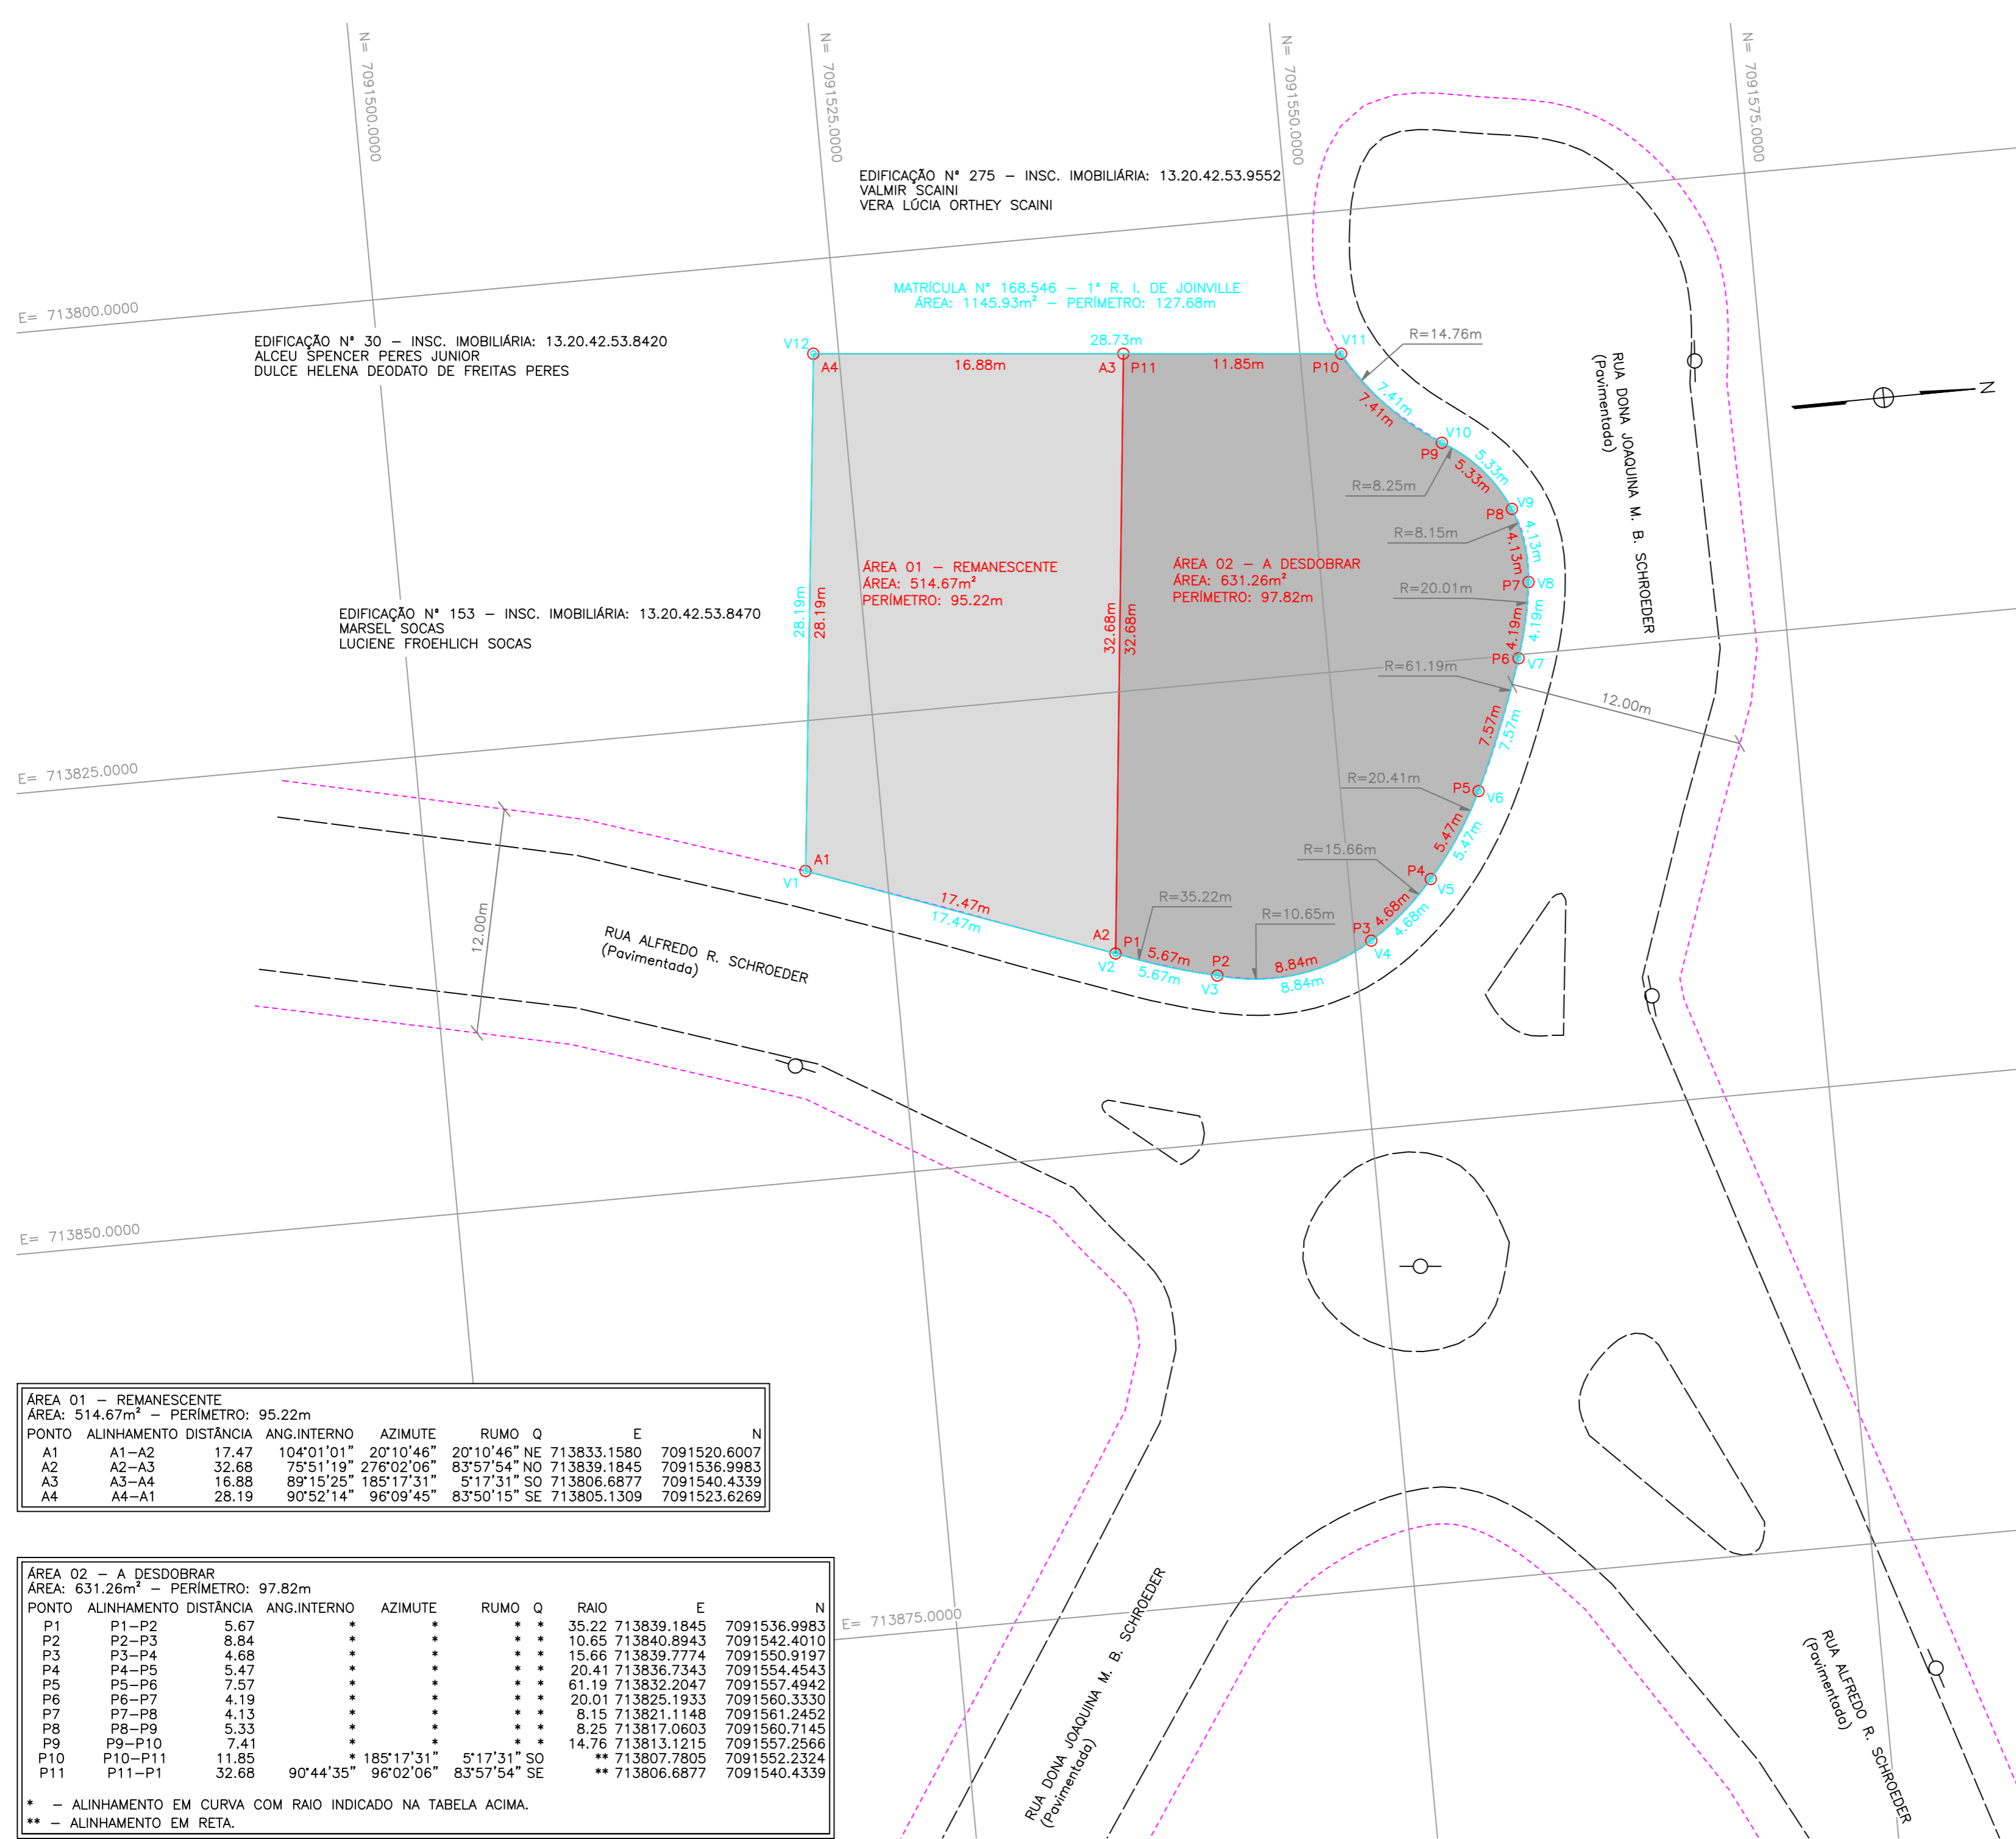 N= 7091500.0000
N= 7091525.0000
N= 7091550.0000
N= 7091575.0000
EDIFICAÇÃO N° 275 – INSC. IMOBILIÁRIA: 13.20.42.53.9552
VALMIR SCAINI
VERA LÚCIA ORTHEY SCAINI
E= 713800.0000
MATRÍCULA N° 168.546 – 1° R. I. DE JOINVILLE
ÁREA: 1145.93m² – PERÍMETRO: 127.68m
EDIFICAÇÃO N° 30 – INSC. IMOBILIÁRIA: 13.20.42.53.8420
ALCEU SPENCER PERES JUNIOR
DULCE HELENA DEODATO DE FREITAS PERES
V12
28.73m
V11
R=14.76m
A4
16.88m
A3
P11
11.85m
P10
7.41m
7.41m
N
RUA DONA JOAQUINA M. B. SCHROEDER
(Pavimentada)
V10
P9
5.33m
5.33m
R=8.25m
V9
P8
R=8.15m
4.13m
4.13m
ÁREA 01 – REMANESCENTE
ÁREA: 514.67m²
PERÍMETRO: 95.22m
ÁREA 02 – A DESDOBRAR
ÁREA: 631.26m²
PERÍMETRO: 97.82m
P7
V8
R=20.01m
28.19m
28.19m
32.68m
32.68m
4.19m
4.19m
EDIFICAÇÃO N° 153 – INSC. IMOBILIÁRIA: 13.20.42.53.8470
MARSEL SOCAS
LUCIENE FROEHLICH SOCAS
P6
V7
R=61.19m
12.00m
7.57m
7.57m
E= 713825.0000
R=20.41m
P5
V6
5.47m
5.47m
R=15.66m
A1
V1
P4
V5
17.47m
17.47m
R=35.22m
R=10.65m
4.68m
4.68m
12.00m
RUA ALFREDO R. SCHROEDER
(Pavimentada)
A2
P1
V2
5.67m
5.67m
P2
V3
8.84m
8.84m
P3
V4
E= 713850.0000
ÁREA 01 – REMANESCENTE
ÁREA: 514.67m² – PERÍMETRO: 95.22m
PONTO ALINHAMENTO DISTÂNCIA ANG.INTERNO AZIMUTE RUMO Q E N
A1 A1–A2 17.47 104°01'01" 20°10'46" 20°10'46" NE 713833.1580 7091520.6007
A2 A2–A3 32.68 75°51'19" 276°02'06" 83°57'54" NO 713839.1845 7091536.9983
A3 A3–A4 16.88 89°15'25" 185°17'31" 5°17'31" SO 713806.6877 7091540.4339
A4 A4–A1 28.19 90°52'14" 96°09'45" 83°50'15" SE 713805.1309 7091523.6269
ÁREA 02 – A DESDOBRAR
ÁREA: 631.26m² – PERÍMETRO: 97.82m
PONTO ALINHAMENTO DISTÂNCIA ANG.INTERNO AZIMUTE RUMO Q RAIO E N
P1 P1–P2 5.67 * * * * 35.22 713839.1845 7091536.9983
P2 P2–P3 8.84 * * * * 10.65 713840.8943 7091542.4010
P3 P3–P4 4.68 * * * * 15.66 713839.7774 7091550.9197
P4 P4–P5 5.47 * * * * 20.41 713836.7343 7091554.4543
P5 P5–P6 7.57 * * * * 61.19 713832.2047 7091557.4942
P6 P6–P7 4.19 * * * * 20.01 713825.1933 7091560.3330
P7 P7–P8 4.13 * * * * 8.15 713821.1148 7091561.2452
P8 P8–P9 5.33 * * * * 8.25 713817.0603 7091560.7145
P9 P9–P10 7.41 * * * * 14.76 713813.1215 7091557.2566
P10 P10–P11 11.85 * 185°17'31" 5°17'31" SO ** 713807.7805 7091552.2324
P11 P11–P1 32.68 90°44'35" 96°02'06" 83°57'54" SE ** 713806.6877 7091540.4339
* – ALINHAMENTO EM CURVA COM RAIO INDICADO NA TABELA ACIMA.
** – ALINHAMENTO EM RETA.
E= 713875.0000
RUA DONA JOAQUINA M. B. SCHROEDER
(Pavimentada)
RUA ALFREDO R. SCHROEDER
(Pavimentada)